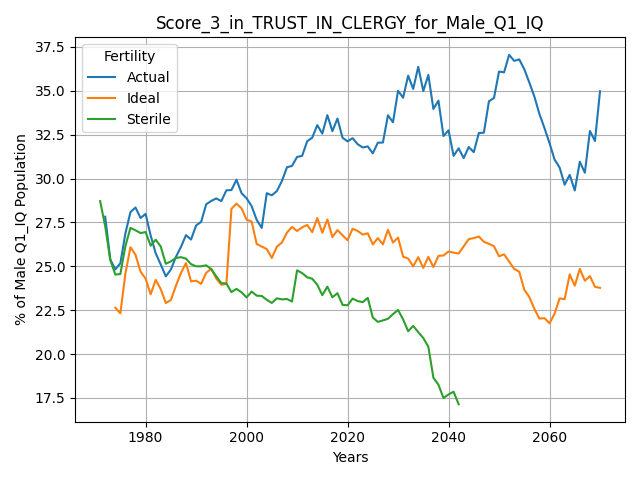 Score_3_in_TRUST_IN_CLERGY_for_Male_Q1_IQ
% of Male Q1_IQ Population
37.5
35.0
32.5
30.0
27.5
25.0
22.5
20.0
17.5
Fertility
Actual
Ideal
Sterile
1980
2000
2020
2040
2060
Years